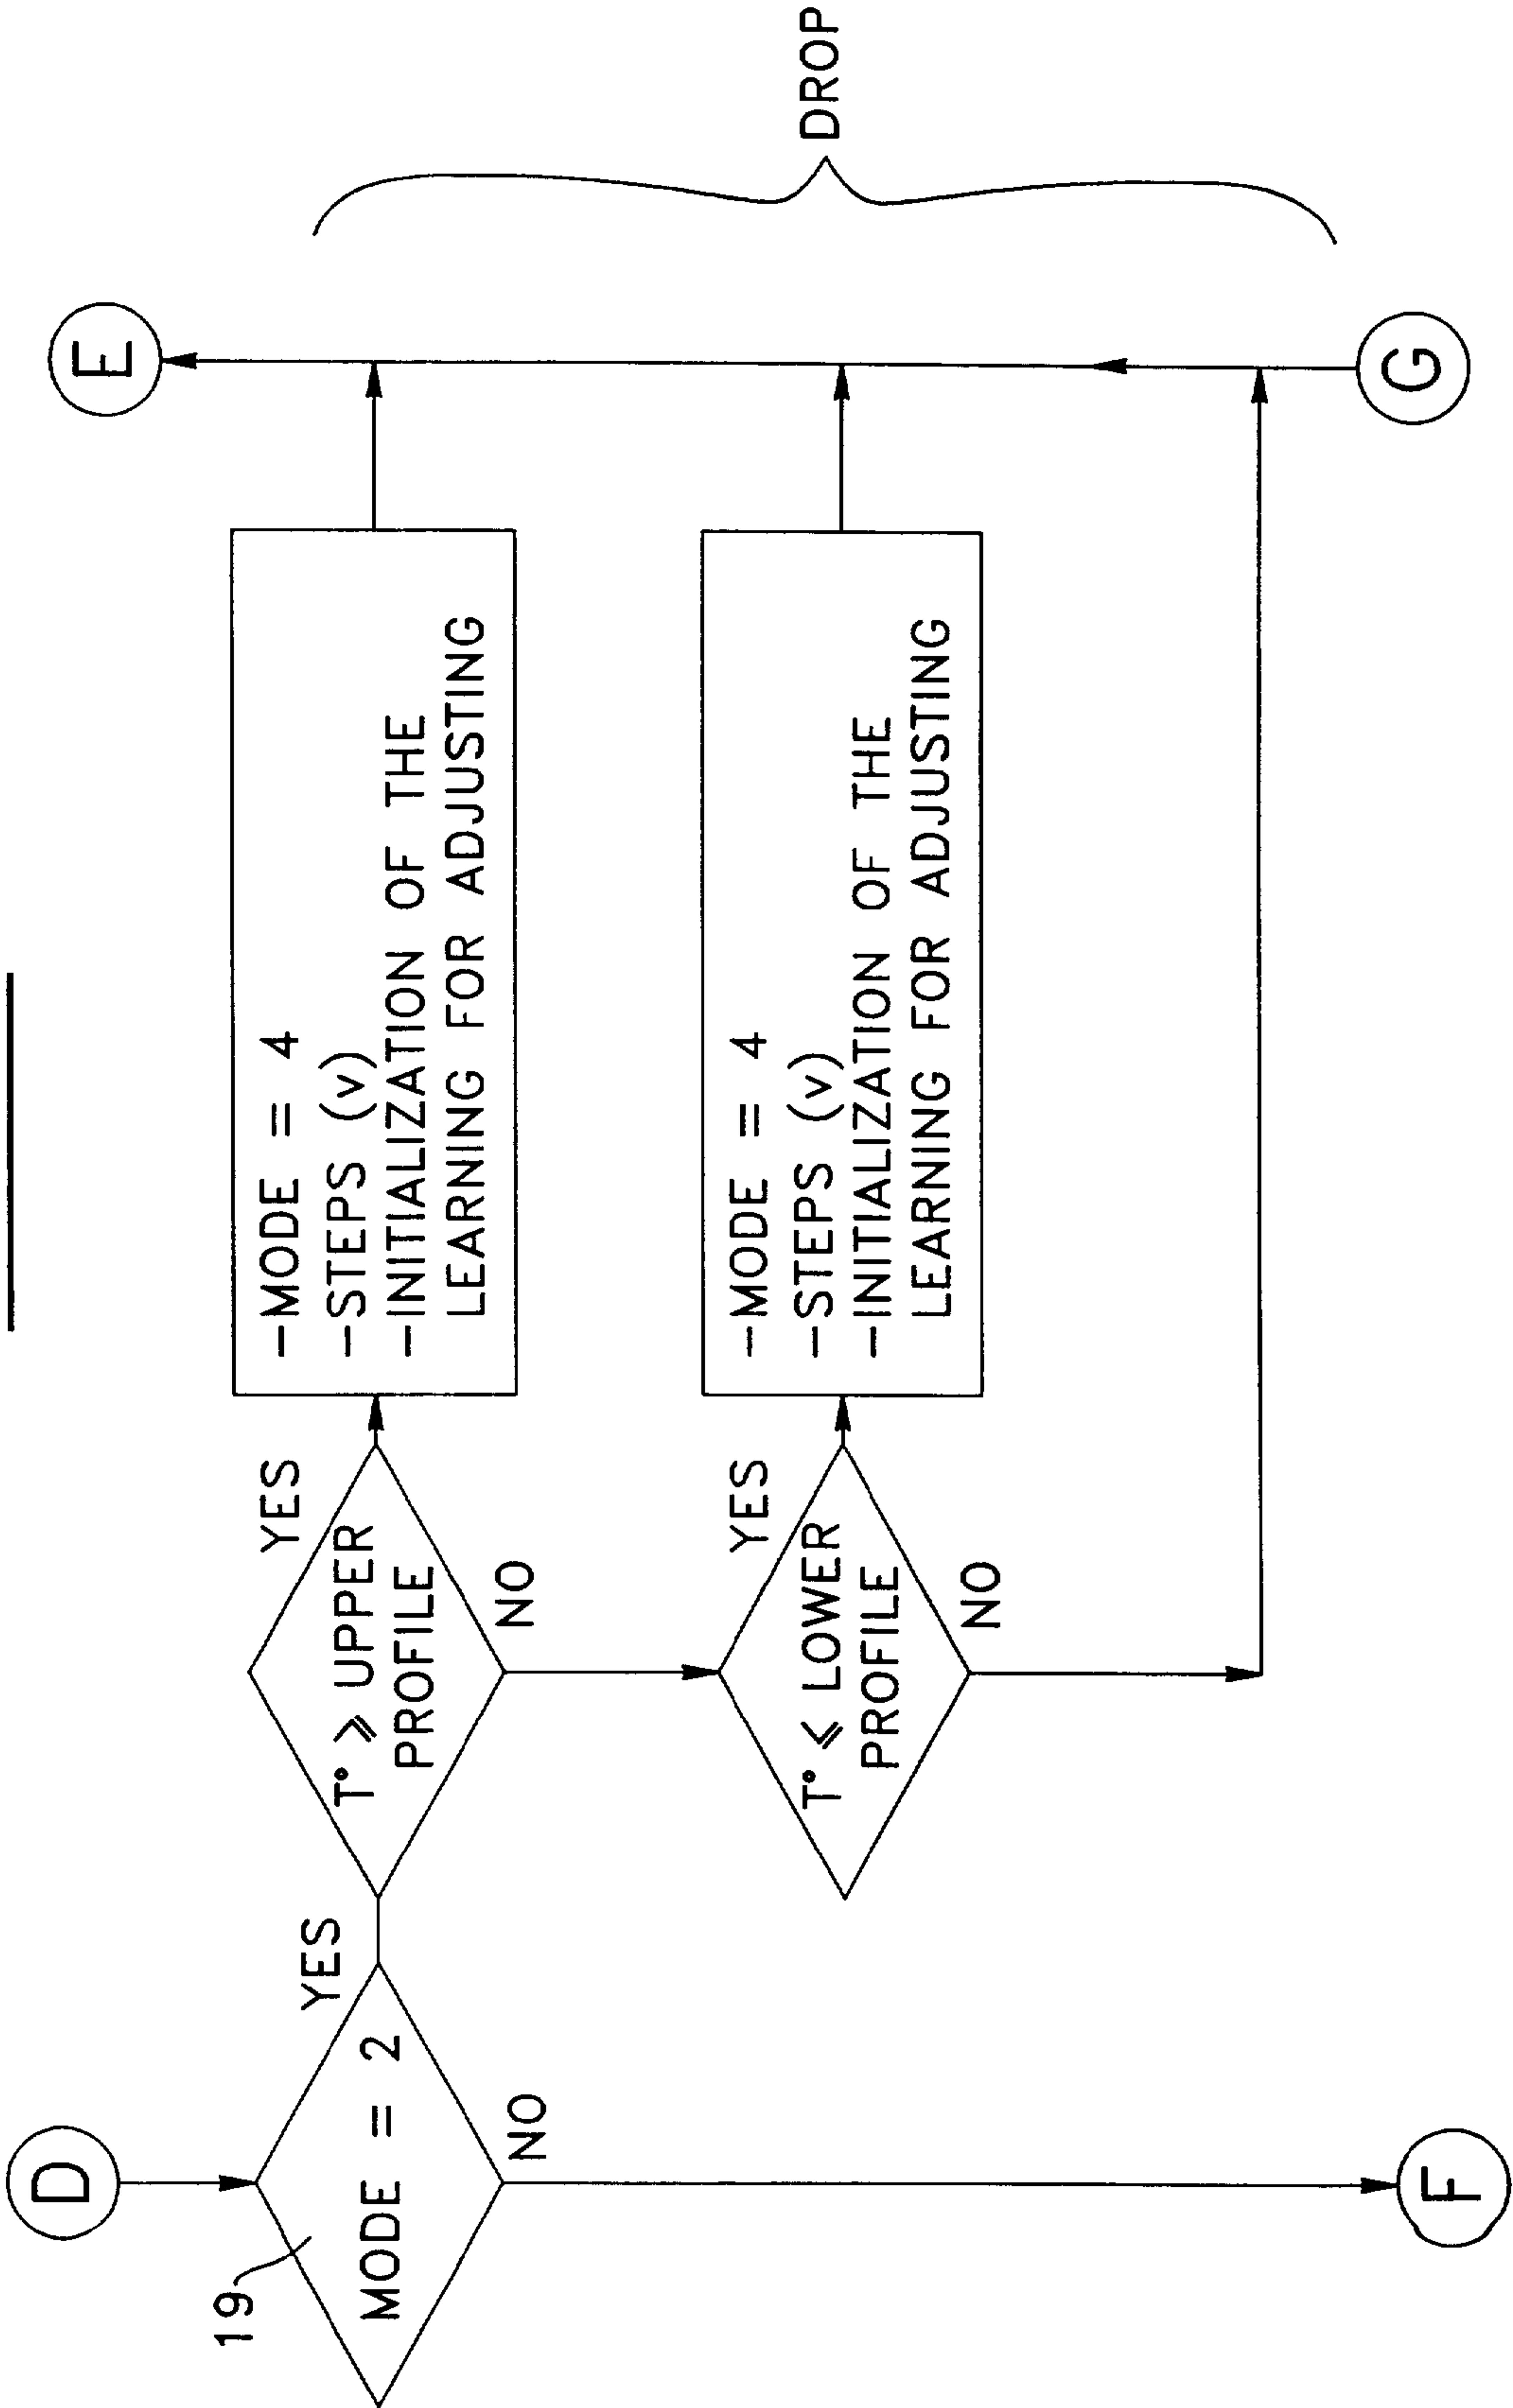 D
E
19
MODE = 2
YES
NO
T° ⩾ UPPER
PROFILE
YES
NO
-MODE = 4
-STEPS (v)
-INITIALIZATION OF THE
LEARNING FOR ADJUSTING
T° ⩽ LOWER
PROFILE
YES
NO
-MODE = 4
-STEPS (v)
-INITIALIZATION OF THE
LEARNING FOR ADJUSTING
DROP
F
G